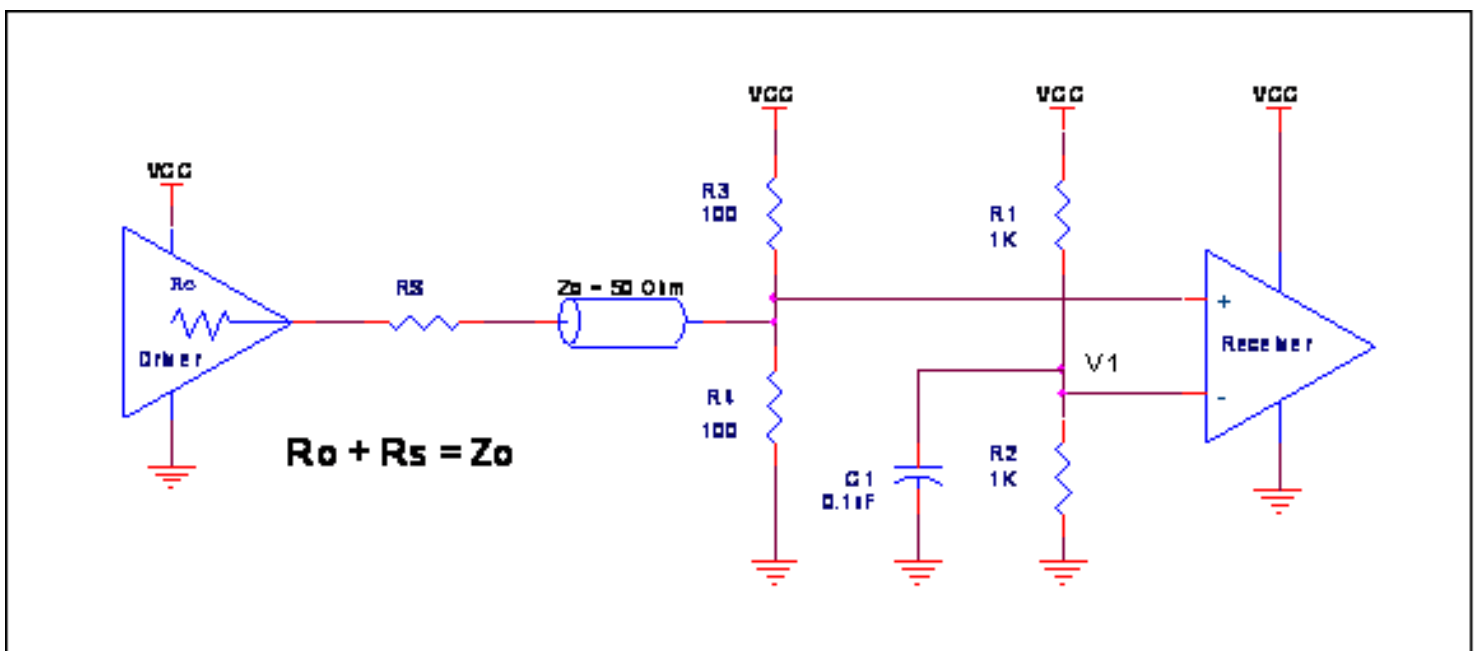 VCC
VCC
VCC
VCC
R3
100
R1
1K
Ro
RS
Zo = 50 Ohm
Driver
+
Receiver
V1
-
R4
100
Ro + Rs = Zo
C1
0.1uF
R2
1K